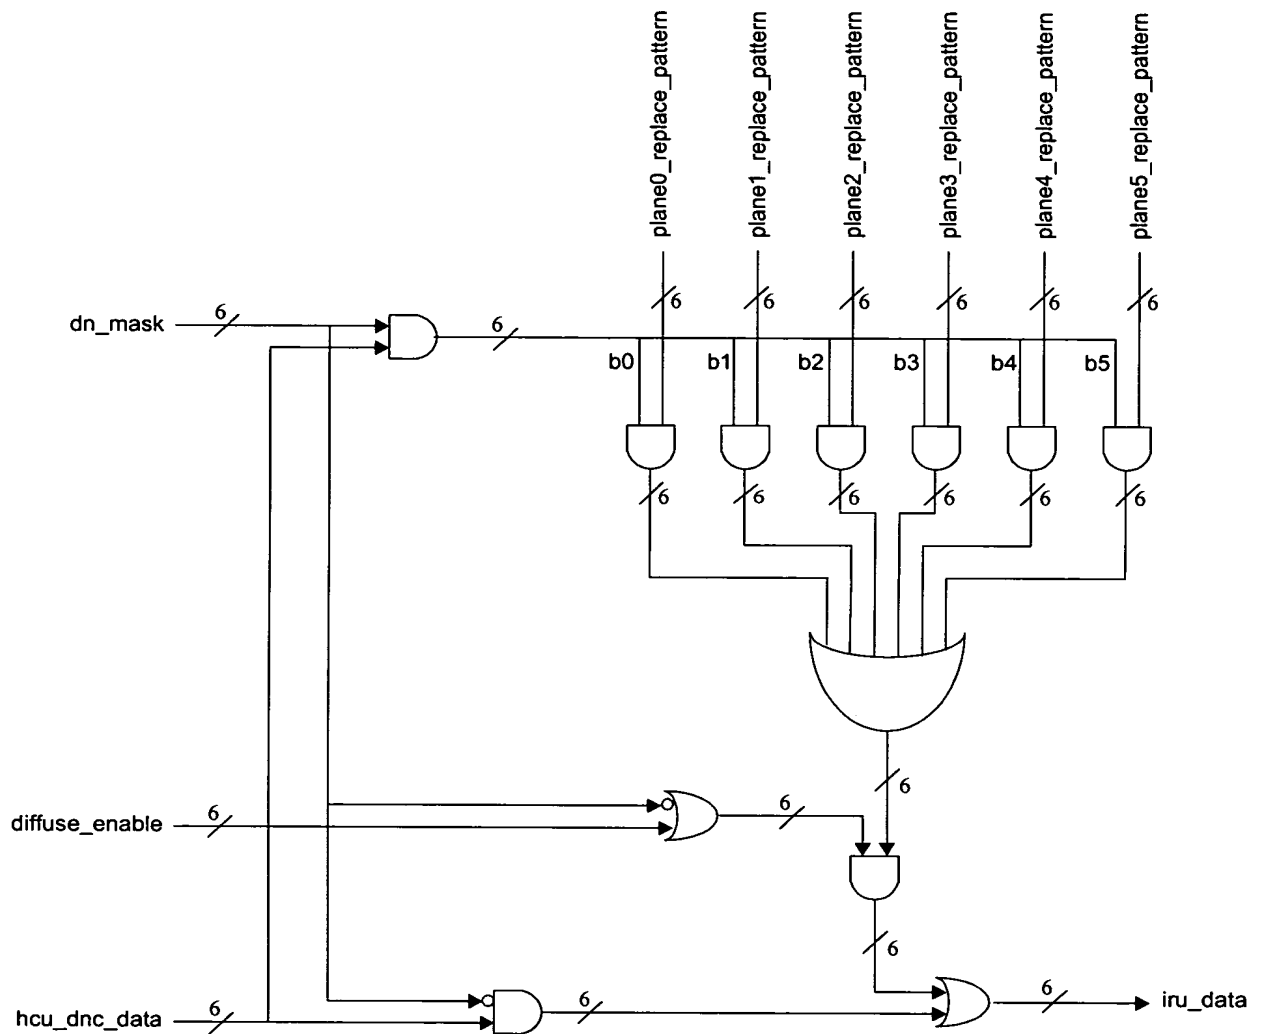 plane0_replace_pattern
plane1_replace_pattern
plane2_replace_pattern
plane3_replace_pattern
plane4_replace_pattern
plane5_replace_pattern
6 6 6 6 6 6
dn_mask 6 6
b0 b1 b2 b3 b4 b5
6 6 6 6 6 6
6
diffuse_enable 6 6
6
hcu_dnc_data 6 6 6 iru_data